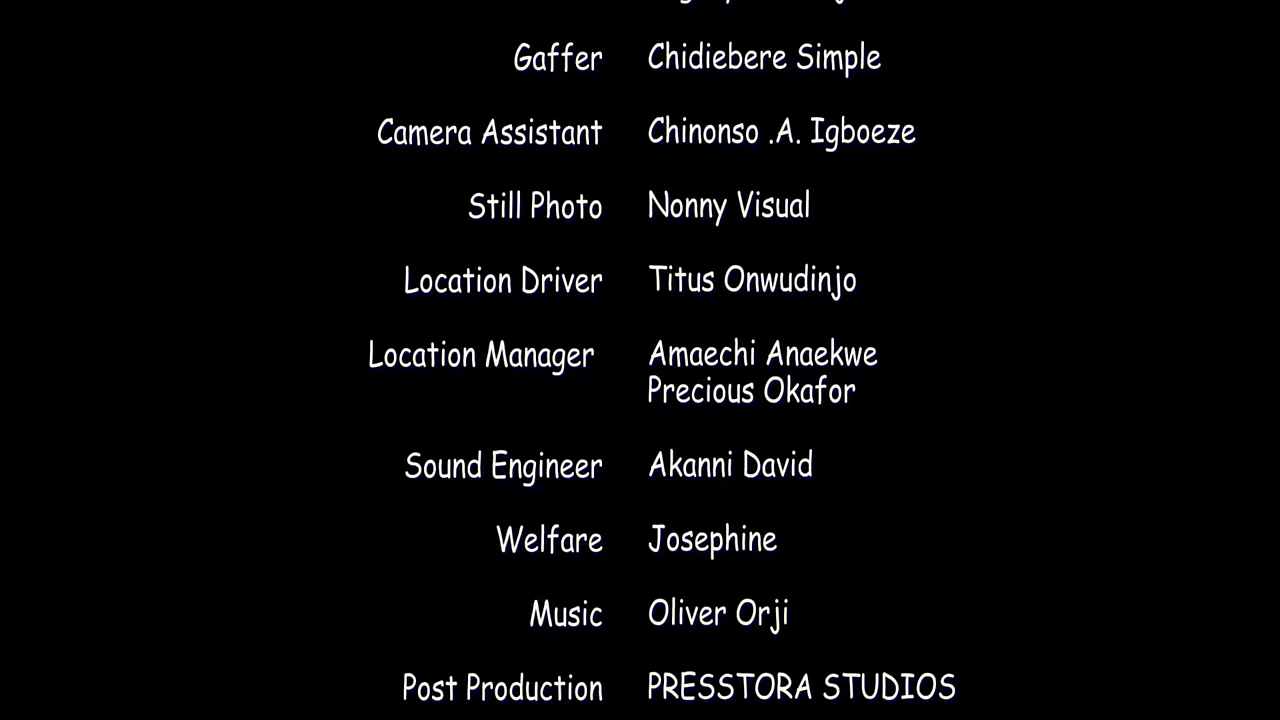 Gaffer Chidiebere Simple
Camera Assistant Chinonso .A. Igboeze
Still Photo Nonny Visual
Location Driver Titus Onwudinjo
Location Manager Amaechi Anaekwe
Precious Okafor
Sound Engineer Akanni David
Welfare Josephine
Music Oliver Orji
Post Production PRESSTORA STUDIOS